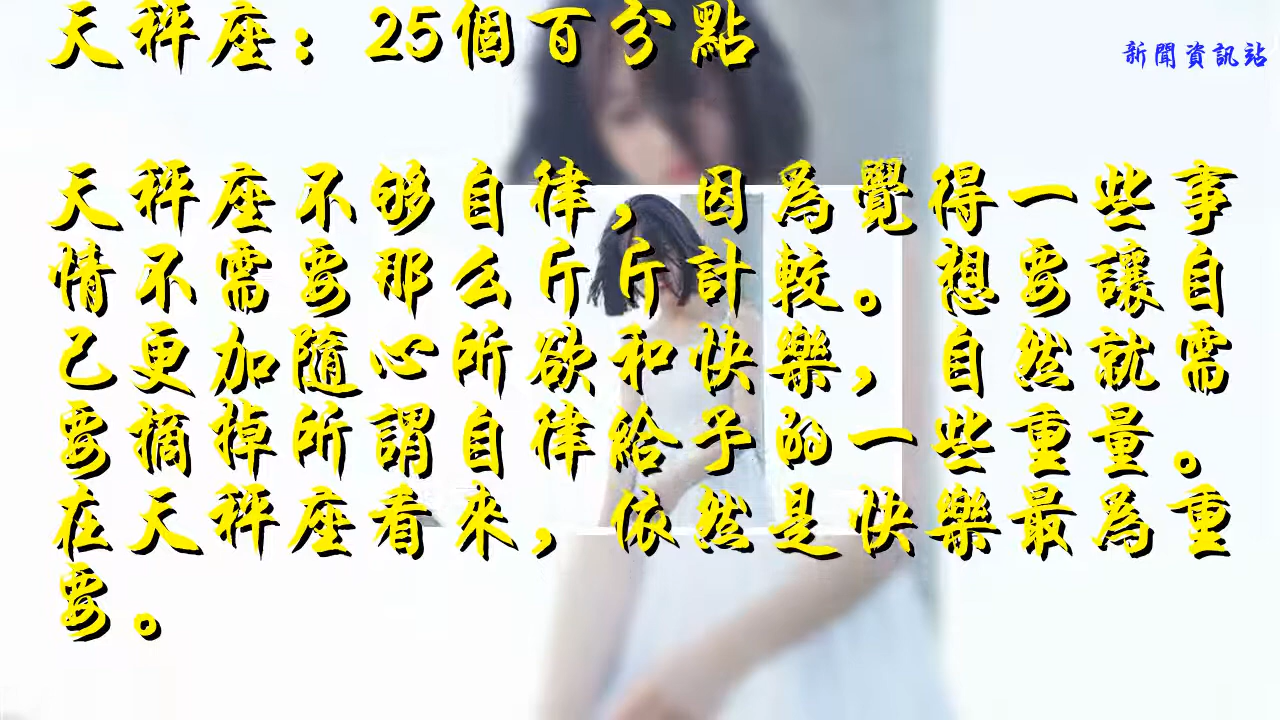 天秤座：25個百分點
新聞資訊站
天秤座不够自律，因爲覺得一些事
情不需要那么斤斤計較。想要讓自
己更加隨心所欲和快樂，自然就需
要摘掉所謂自律給予的一些重量。
在天秤座看來，依然是快樂最爲重
要。